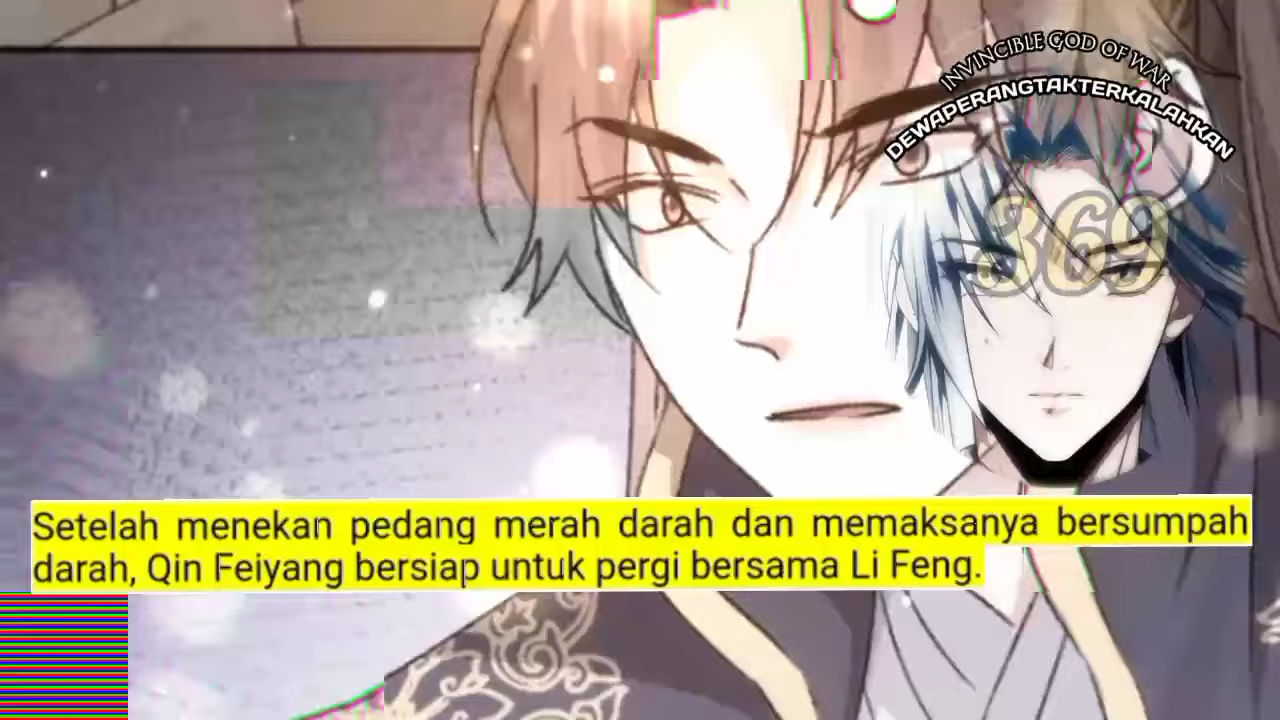 INVINCIBLE GOD OF WAR
DEWAPERANGTAKTERKALAHKAN
369
Setelah menekan pedang merah darah dan memaksanya bersumpah
darah, Qin Feiyang bersiap untuk pergi bersama Li Feng.